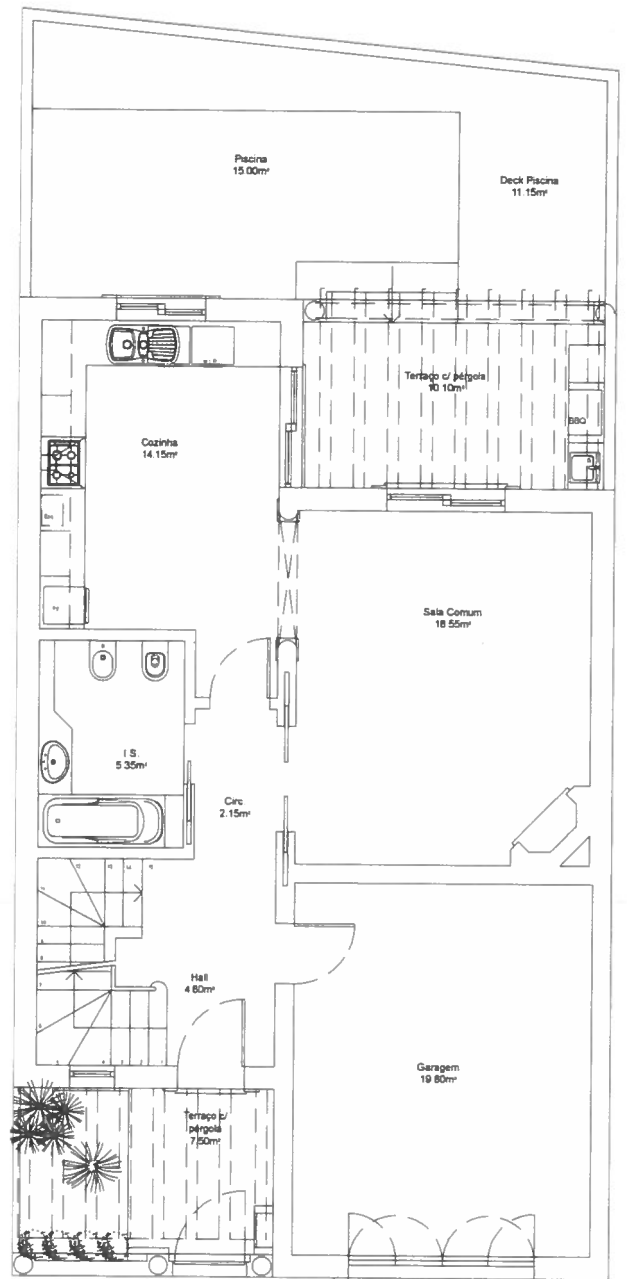 Piscina
15.00m²
Deck Piscina
11.15m²
Terraço c/ pérgola
10.10m²
BBQ
Cozinha
14.15m²
Sala Comum
18.55m²
I.S.
5.35m²
Circ
2.15m²
Hall
4.80m²
Garagem
19.80m²
Terraço c/
pérgola
7.50m²